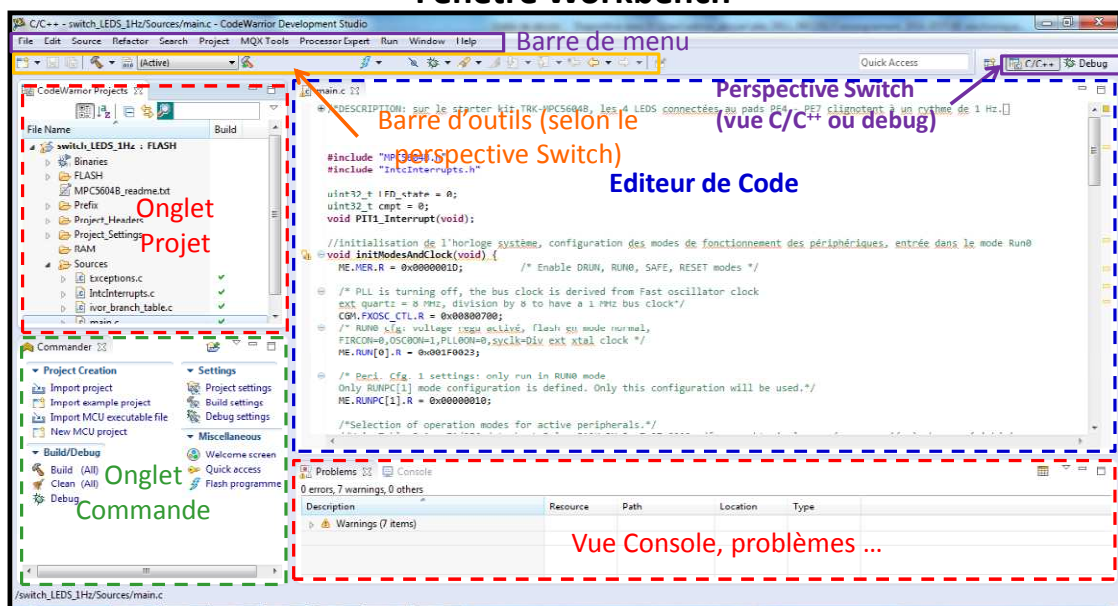 Fenêtre Workbench
C/C++ - switch_LEDS_1Hz/Sources/main.c - CodeWarrior Development Studio
File Edit Source Refactor Search Project MQX Tools Processor Expert Run Window Help
Barre de menu
(Active)
Quick Access
C/C++
Debug
CodeWarrior Projects
File Name
Build
switch_LEDS_1Hz : FLASH
Binaries
FLASH
MPC5604B_readme.txt
Prefix
Project_Headers
Project_Settings
RAM
Sources
Exceptions.c
IntcInterrupts.c
ivor_branch_table.c
main.c
Onglet
Projet
Barre d'outils (selon le
perspective Switch)
Perspective Switch
(vue C/C++ ou debug)
Editeur de Code
main.c
/*DESCRIPTION: sur le starter kit TRK-MPC5604B, les 4 LEDS connectées au pads PE4 - PE7 clignotent à un rythme de 1 Hz.
#include "MPC5604B.h"
#include "IntcInterrupts.h"
uint32_t LED_state = 0;
uint32_t cmpt = 0;
void PIT1_Interrupt(void);
//initialisation de l'horloge système, configuration des modes de fonctionnement des périphériques, entrée dans le mode Run0
void initModesAndClock(void) {
ME.MER.R = 0x0000001D; /* Enable DRUN, RUN0, SAFE, RESET modes */
/* PLL is turning off, the bus clock is derived from Fast oscillator clock
ext quartz = 8 MHz, division by 8 to have a 1 MHz bus clock*/
CGM.FXOSC_CTL.R = 0x00800700;
/* RUN0 cfg: voltage regu activé, flash en mode normal,
FIRCON=0,OSC0ON=1,PLL0ON=0,syclk=Div ext xtal clock */
ME.RUN[0].R = 0x001F0023;
/* Peri. Cfg. 1 settings: only run in RUN0 mode
Only RUNPC[1] mode configuration is defined. Only this configuration will be used.*/
ME.RUNPC[1].R = 0x00000010;
/*Selection of operation modes for active peripherals.*/
Commander
Project Creation
Import project
Import example project
Import MCU executable file
New MCU project
Build/Debug
Build (All)
Clean (All)
Debug
Settings
Project settings
Build settings
Debug settings
Miscellaneous
Welcome screen
Quick access
Flash programme
Onglet
Commande
Problems
Console
0 errors, 7 warnings, 0 others
Description Resource Path Location Type
Warnings (7 items)
Vue Console, problèmes ...
/switch_LEDS_1Hz/Sources/main.c